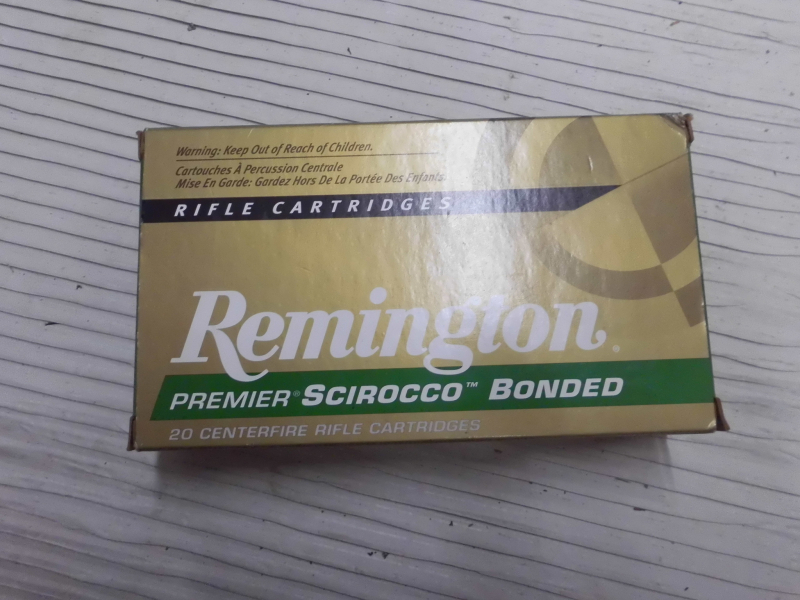 Warning: Keep Out of Reach of Children.
Cartouches À Percussion Centrale
Mise En Garde: Gardez Hors De La Portée Des Enfants.
RIFLE CARTRIDGES
Remington®
PREMIER® SCIROCCO™ BONDED
20 CENTERFIRE RIFLE CARTRIDGES